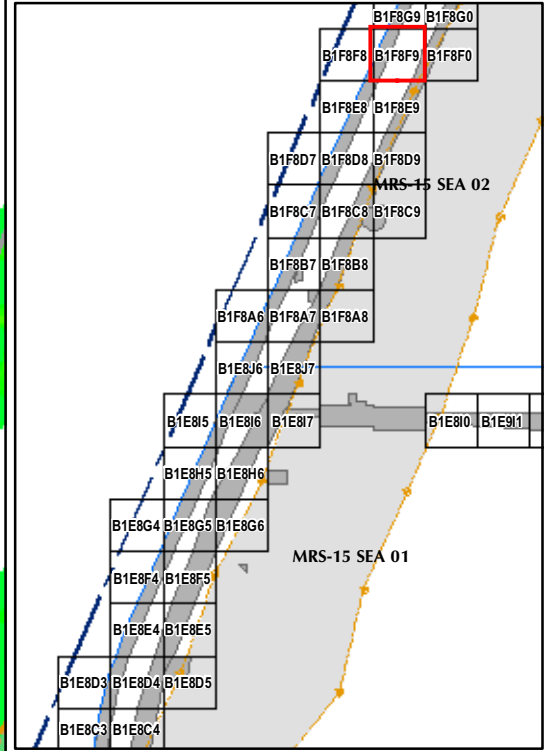 B1F8G9 B1F8G0
B1F8F8 B1F8F9 B1F8F0
B1F8E8 B1F8E9
B1F8D7 B1F8D8 B1F8D9
MRS-15 SEA 02
B1F8C7 B1F8C8 B1F8C9
B1F8B7 B1F8B8
B1F8A6 B1F8A7 B1F8A8
B1E8J6 B1E8J7
B1E8I5 B1E8I6 B1E8I7 B1E8I0 B1E9I1
B1E8H5 B1E8H6
B1E8G4 B1E8G5 B1E8G6
MRS-15 SEA 01
B1E8F4 B1E8F5
B1E8E4 B1E8E5
B1E8D3 B1E8D4 B1E8D5
B1E8C3 B1E8C4